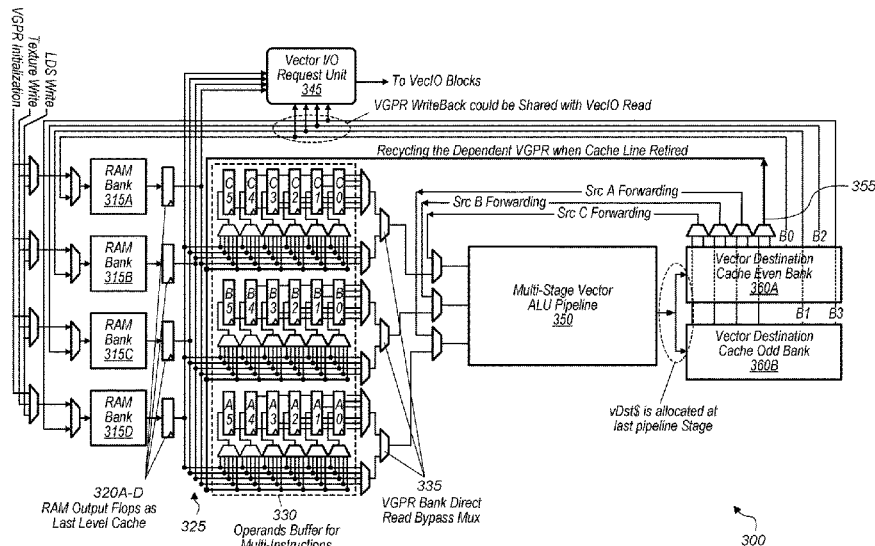 VGPR Initialization
Texture Write
LDS Write
Vector I/O
Request Unit
345
To VecIO Blocks
VGPR WriteBack could be Shared with VecIO Read
Recycling the Dependent VGPR when Cache Line Retired
355
Src A Forwarding
Src B Forwarding
Src C Forwarding
B0
B2
RAM
Bank
315A
RAM
Bank
315B
RAM
Bank
315C
RAM
Bank
315D
C5 C4 C3 C2 C1 C0
B5 B4 B3 B2 B1 B0
A5 A4 A3 A2 A1 A0
Multi-Stage Vector
ALU Pipeline
350
Vector Destination
Cache Even Bank
360A
B1
B3
Vector Destination
Cache Odd Bank
360B
vDst$ is allocated at
last pipeline Stage
320A-D
RAM Output Flops as
Last Level Cache
325
330
Operands Buffer for
Multi-Instructions
335
VGPR Bank Direct
Read Bypass Mux
300